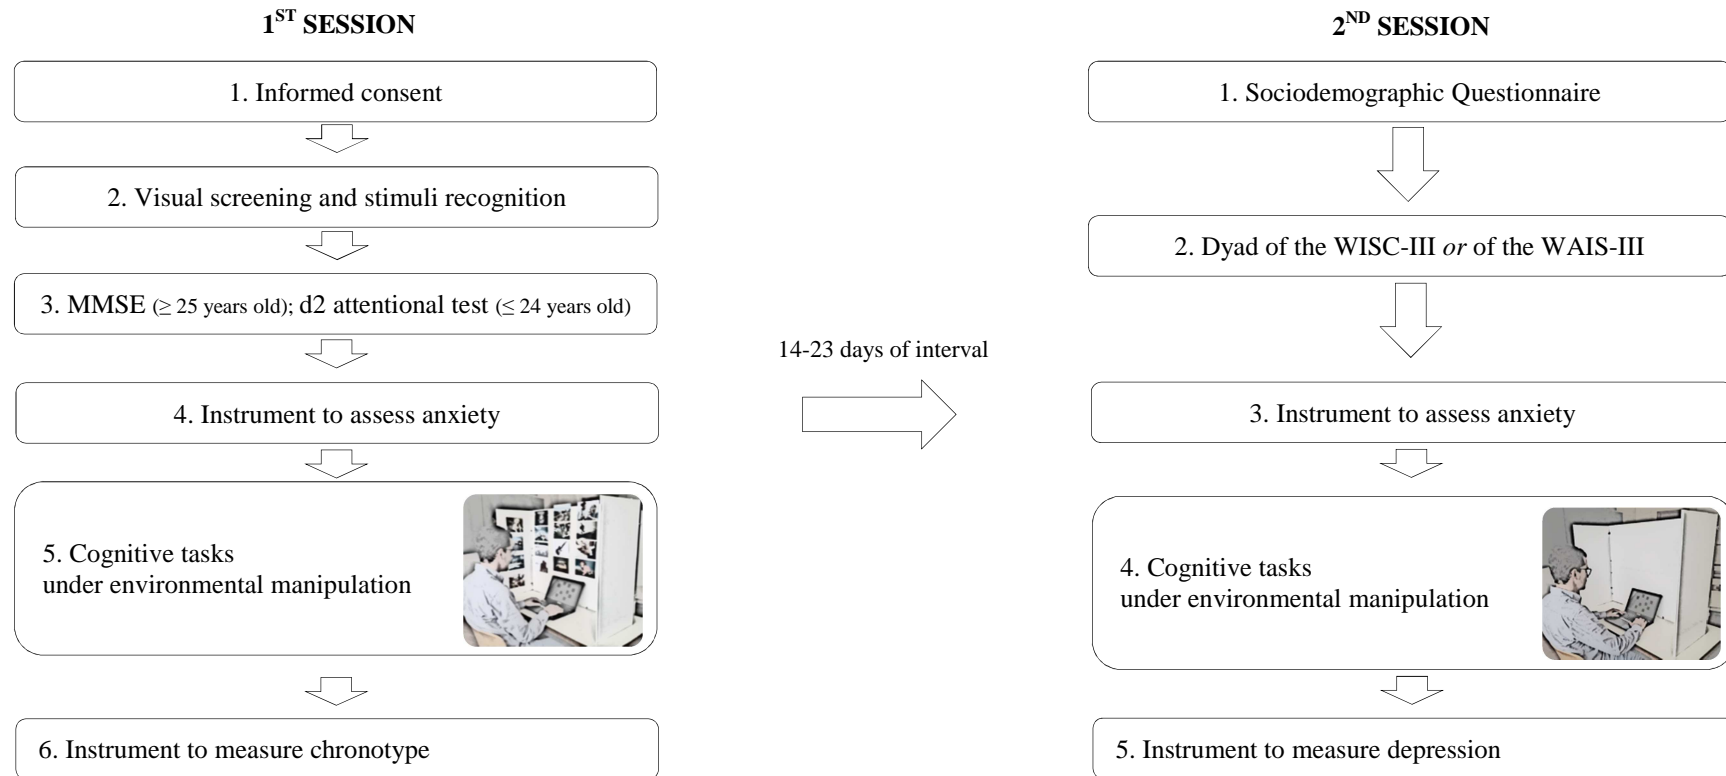 1ST SESSION
1. Informed consent
2. Visual screening and stimuli recognition
3. MMSE (≥ 25 years old); d2 attentional test (≤ 24 years old)
4. Instrument to assess anxiety
5. Cognitive tasks
under environmental manipulation
6. Instrument to measure chronotype
14-23 days of interval
2ND SESSION
1. Sociodemographic Questionnaire
2. Dyad of the WISC-III or of the WAIS-III
3. Instrument to assess anxiety
4. Cognitive tasks
under environmental manipulation
5. Instrument to measure depression